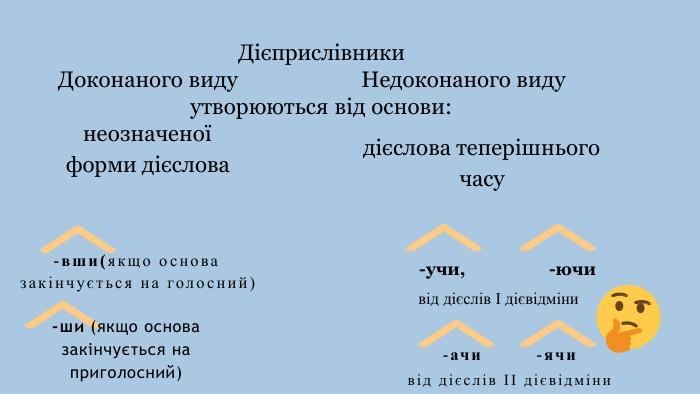 Дієприслівники
Доконаного виду Недоконаного виду
утворюються від основи:
неозначеної
форми дієслова
дієслова теперішнього
часу
-вши(якщо основа
закінчується на голосний)
-ши (якщо основа
закінчується на
приголосний)
-учи, -ючи
від дієслів І дієвідміни
-ачи -ячи
від дієслів ІІ дієвідміни